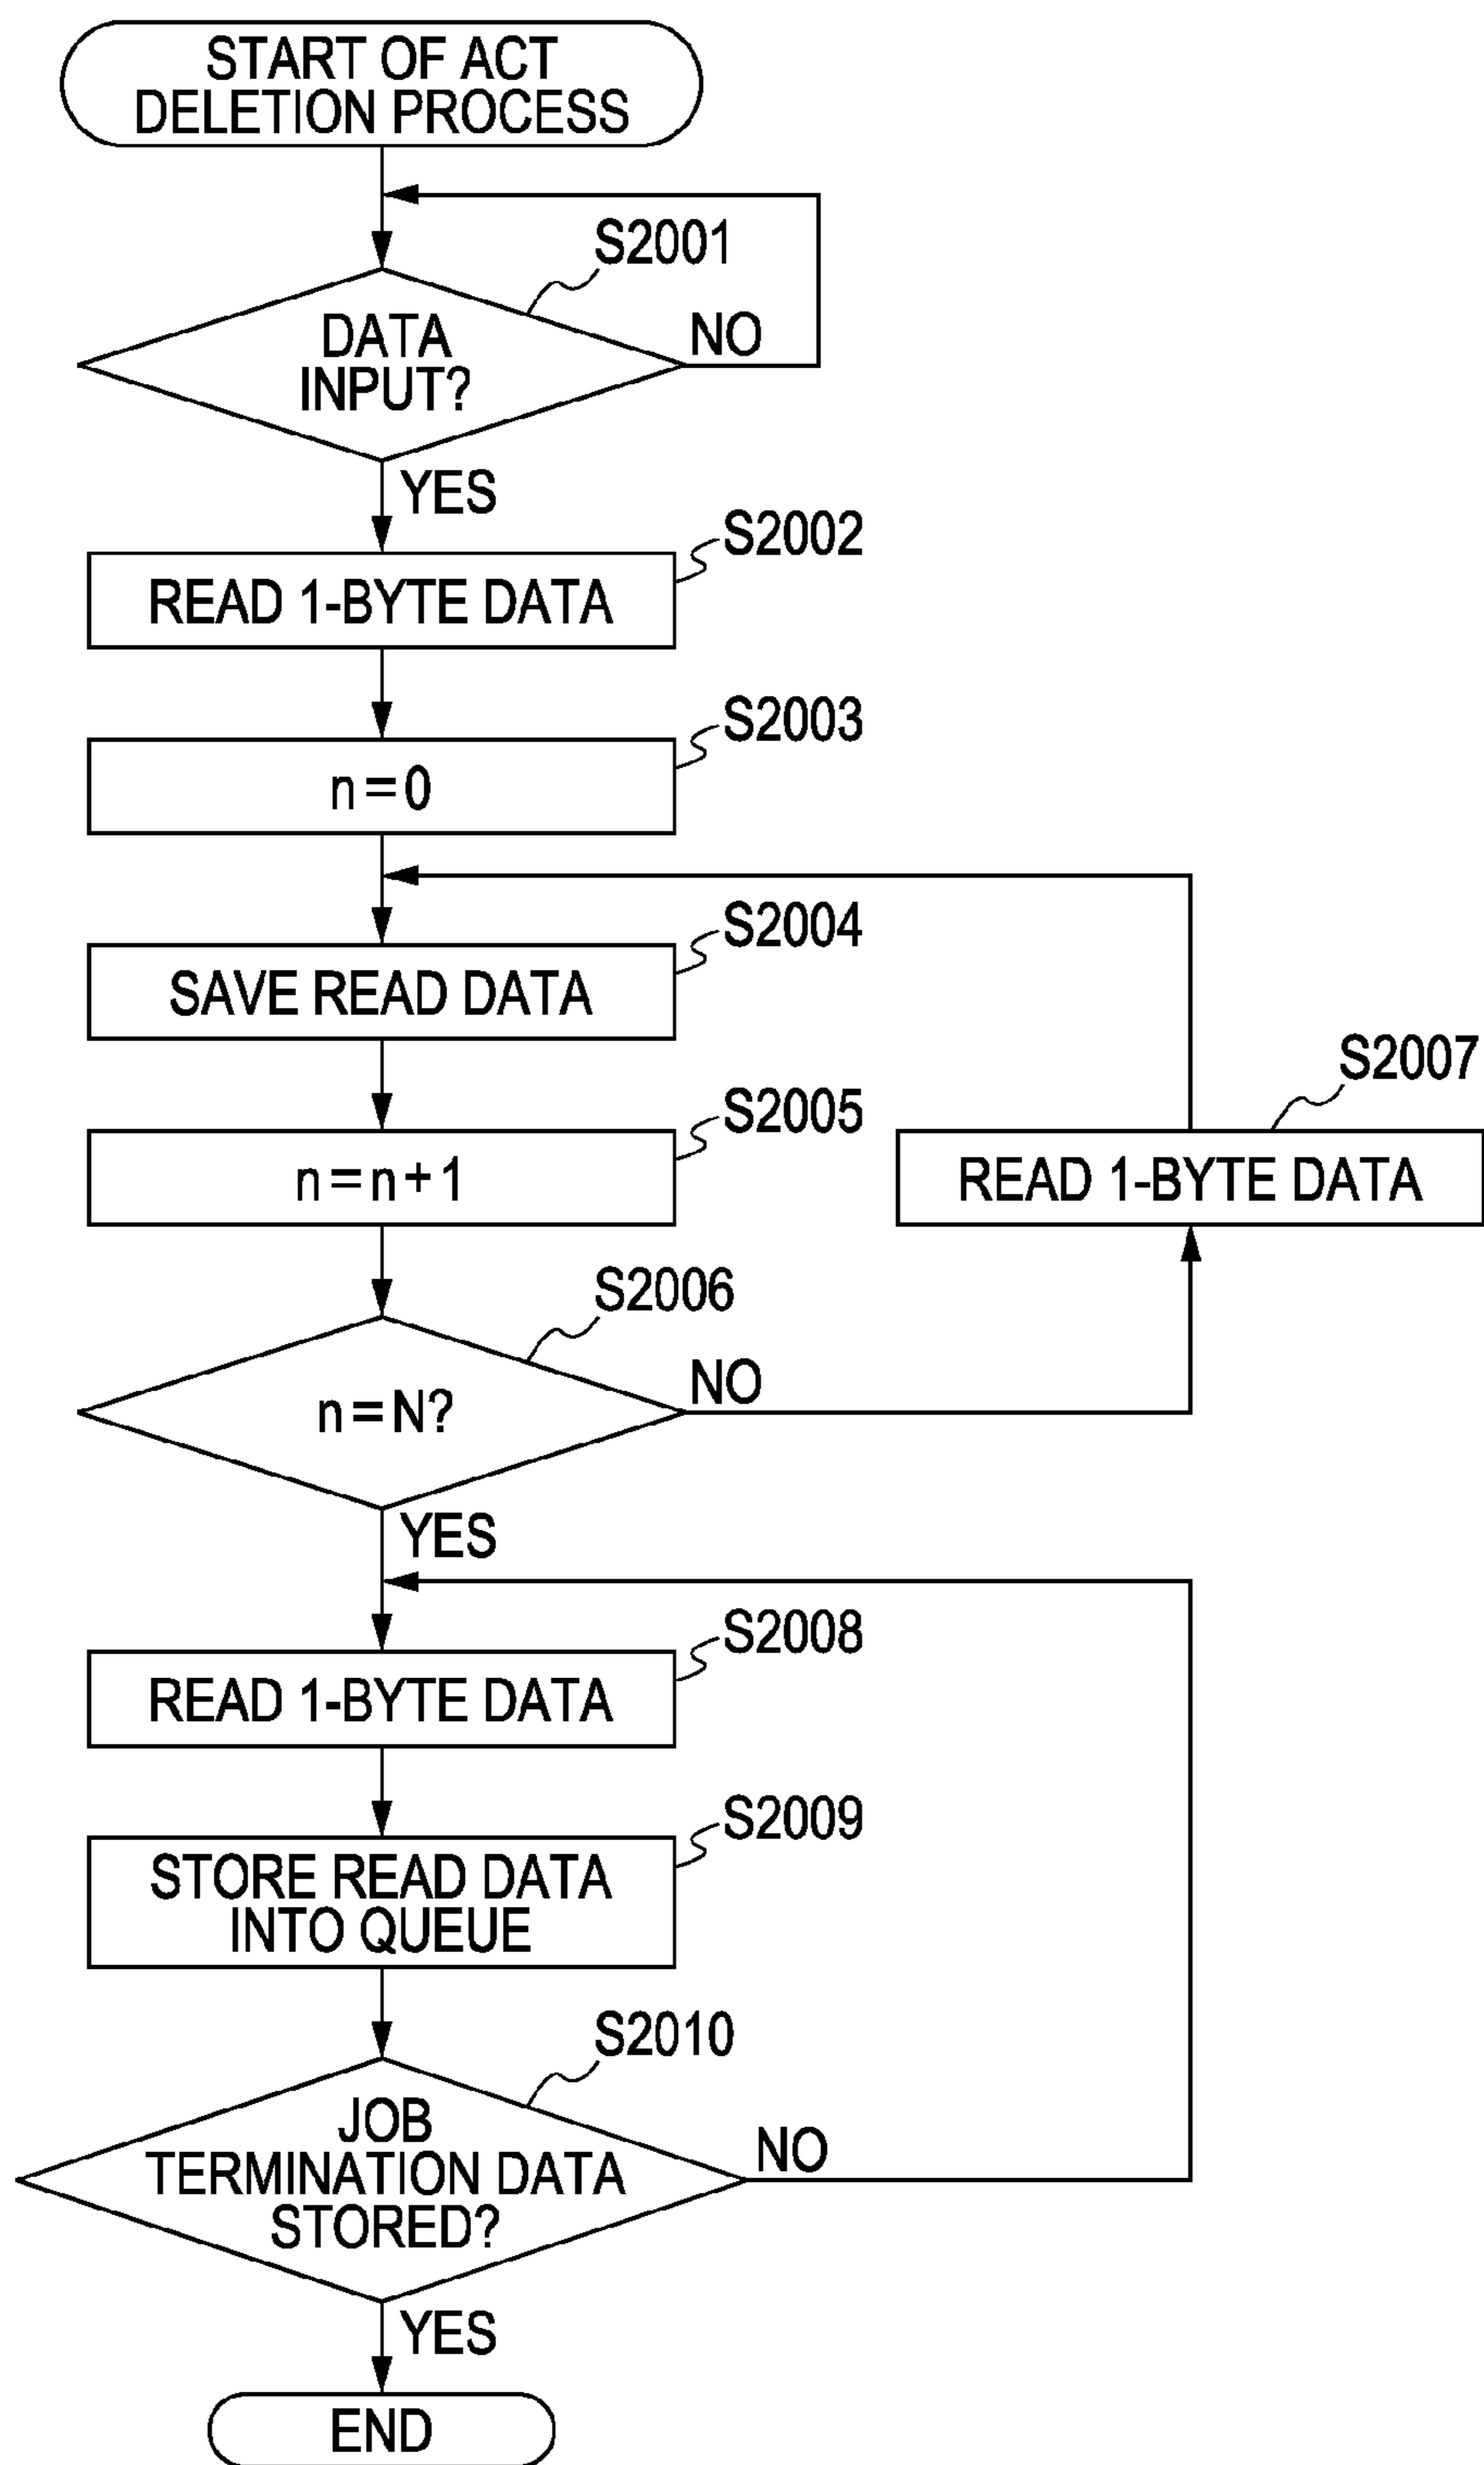 START OF ACT
DELETION PROCESS
S2001
DATA
INPUT?
NO
YES
S2002
READ 1-BYTE DATA
S2003
n=0
S2004
SAVE READ DATA
S2007
READ 1-BYTE DATA
S2005
n=n+1
S2006
n=N?
NO
YES
S2008
READ 1-BYTE DATA
S2009
STORE READ DATA
INTO QUEUE
S2010
JOB
TERMINATION DATA
STORED?
NO
YES
END